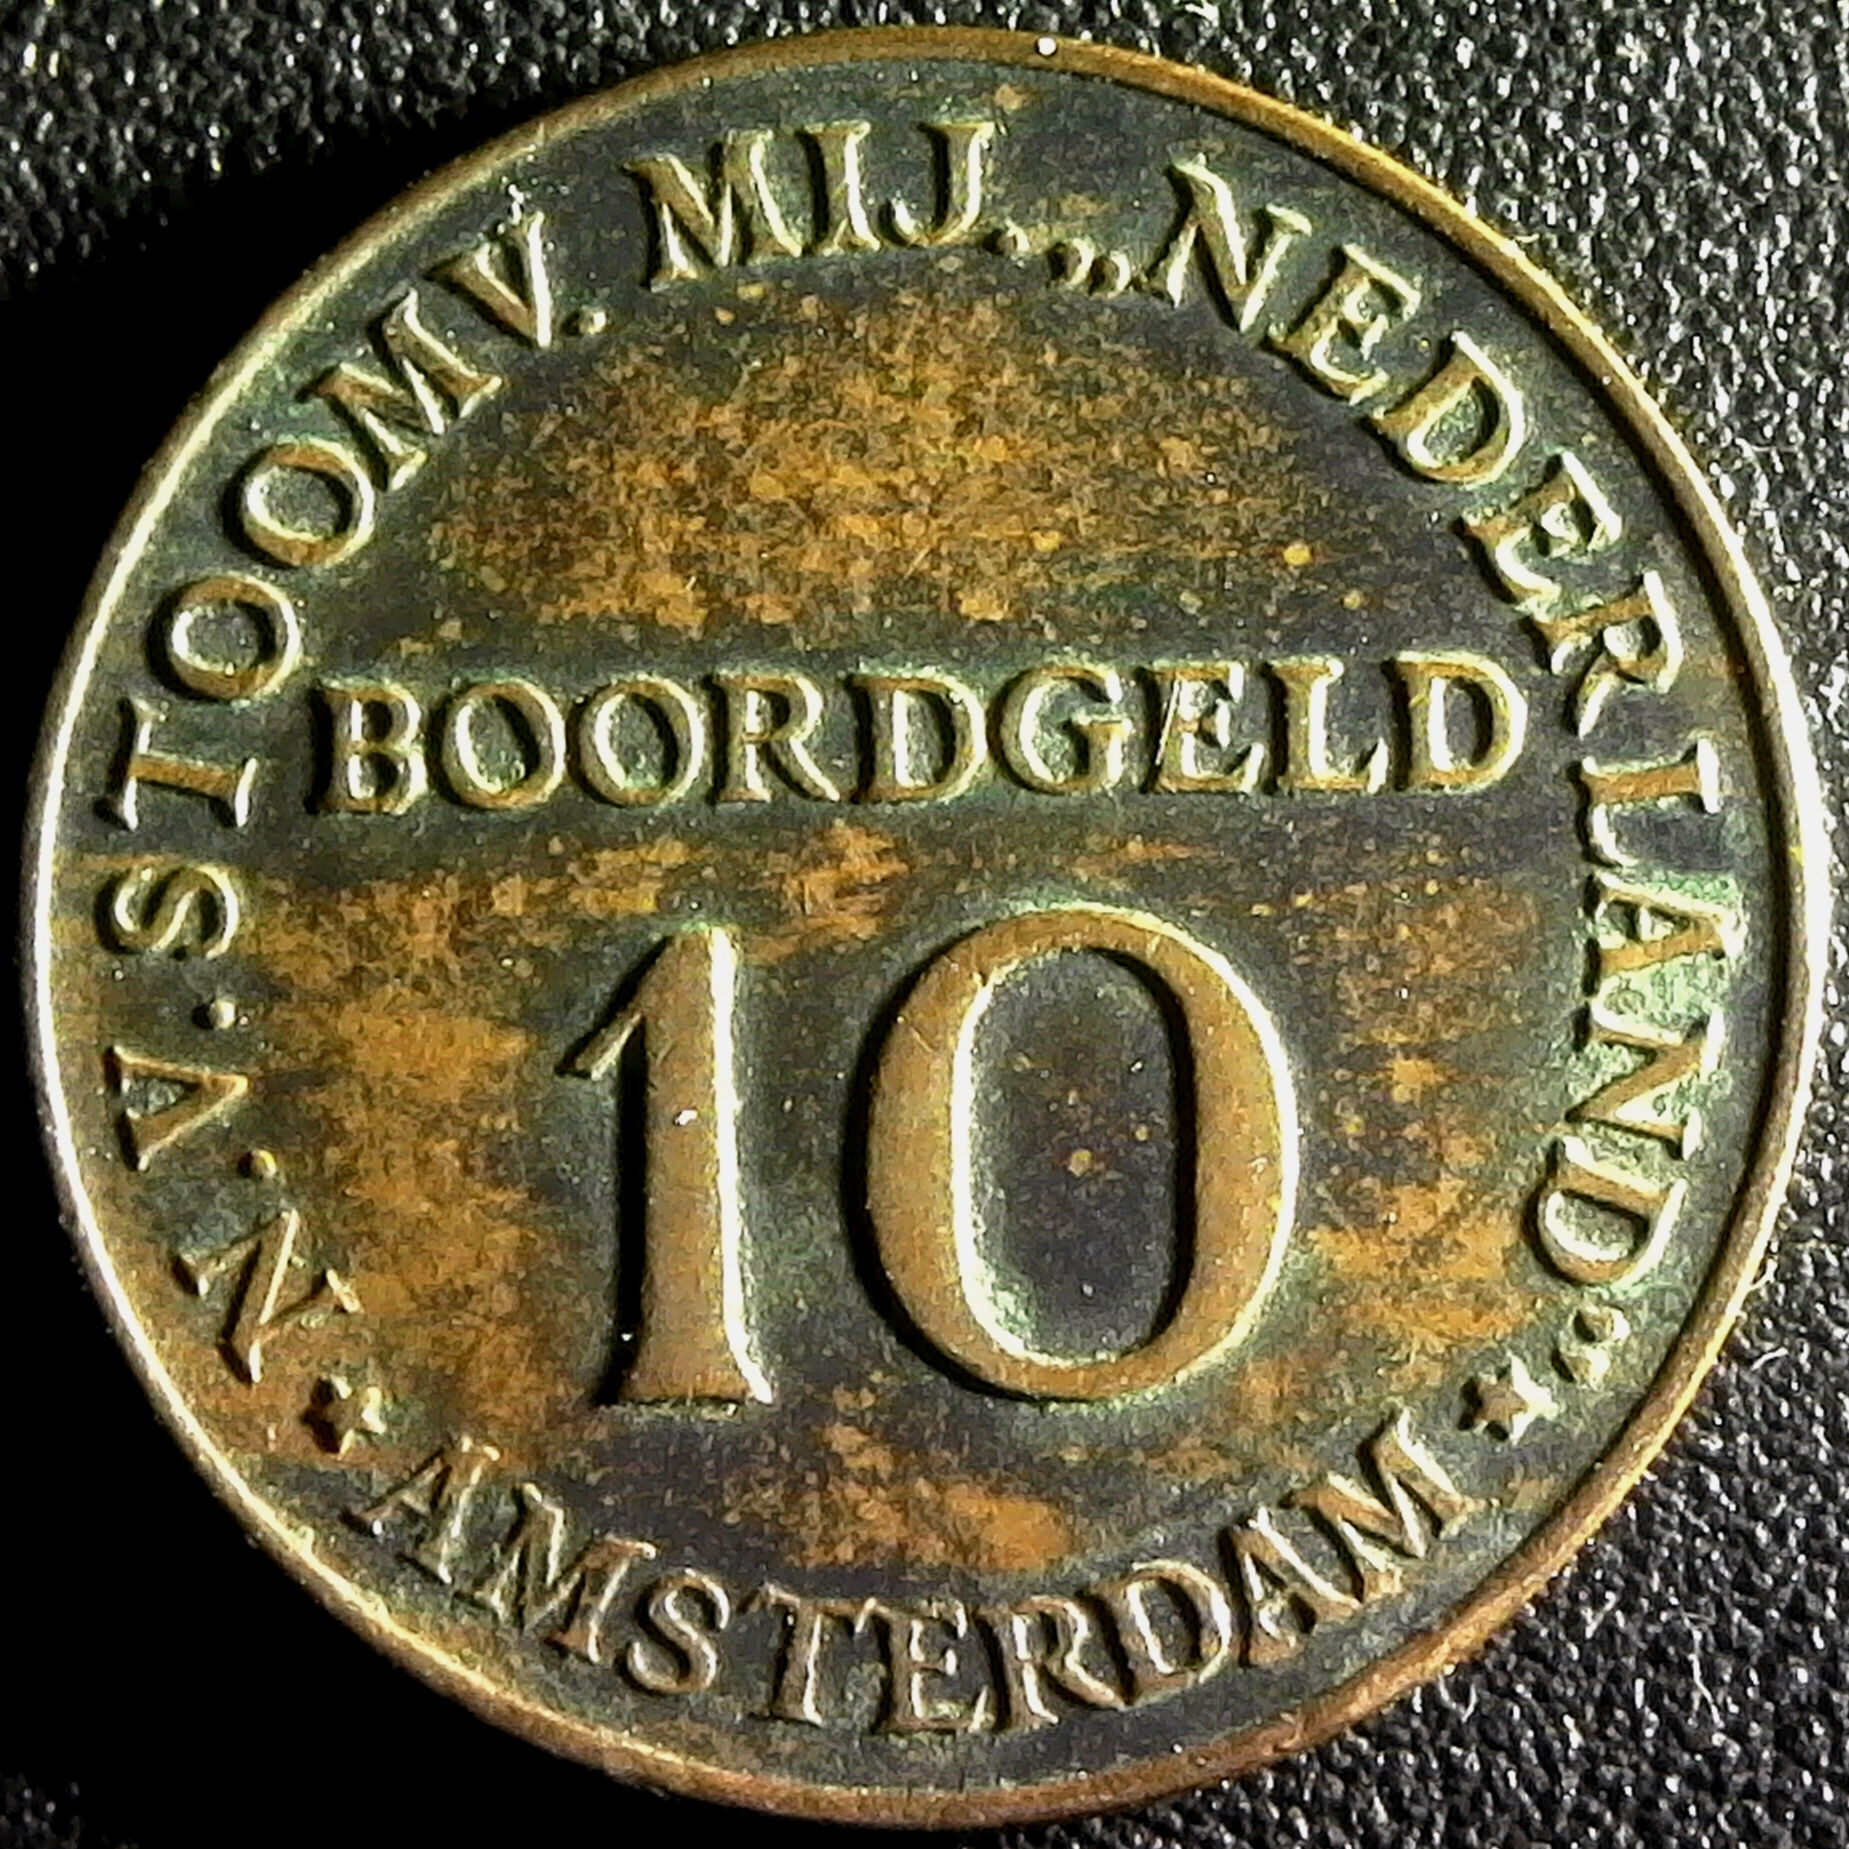 N.V. STOOMV. MIJ. „NEDERLAND”
BOORDGELD
10
AMSTERDAM